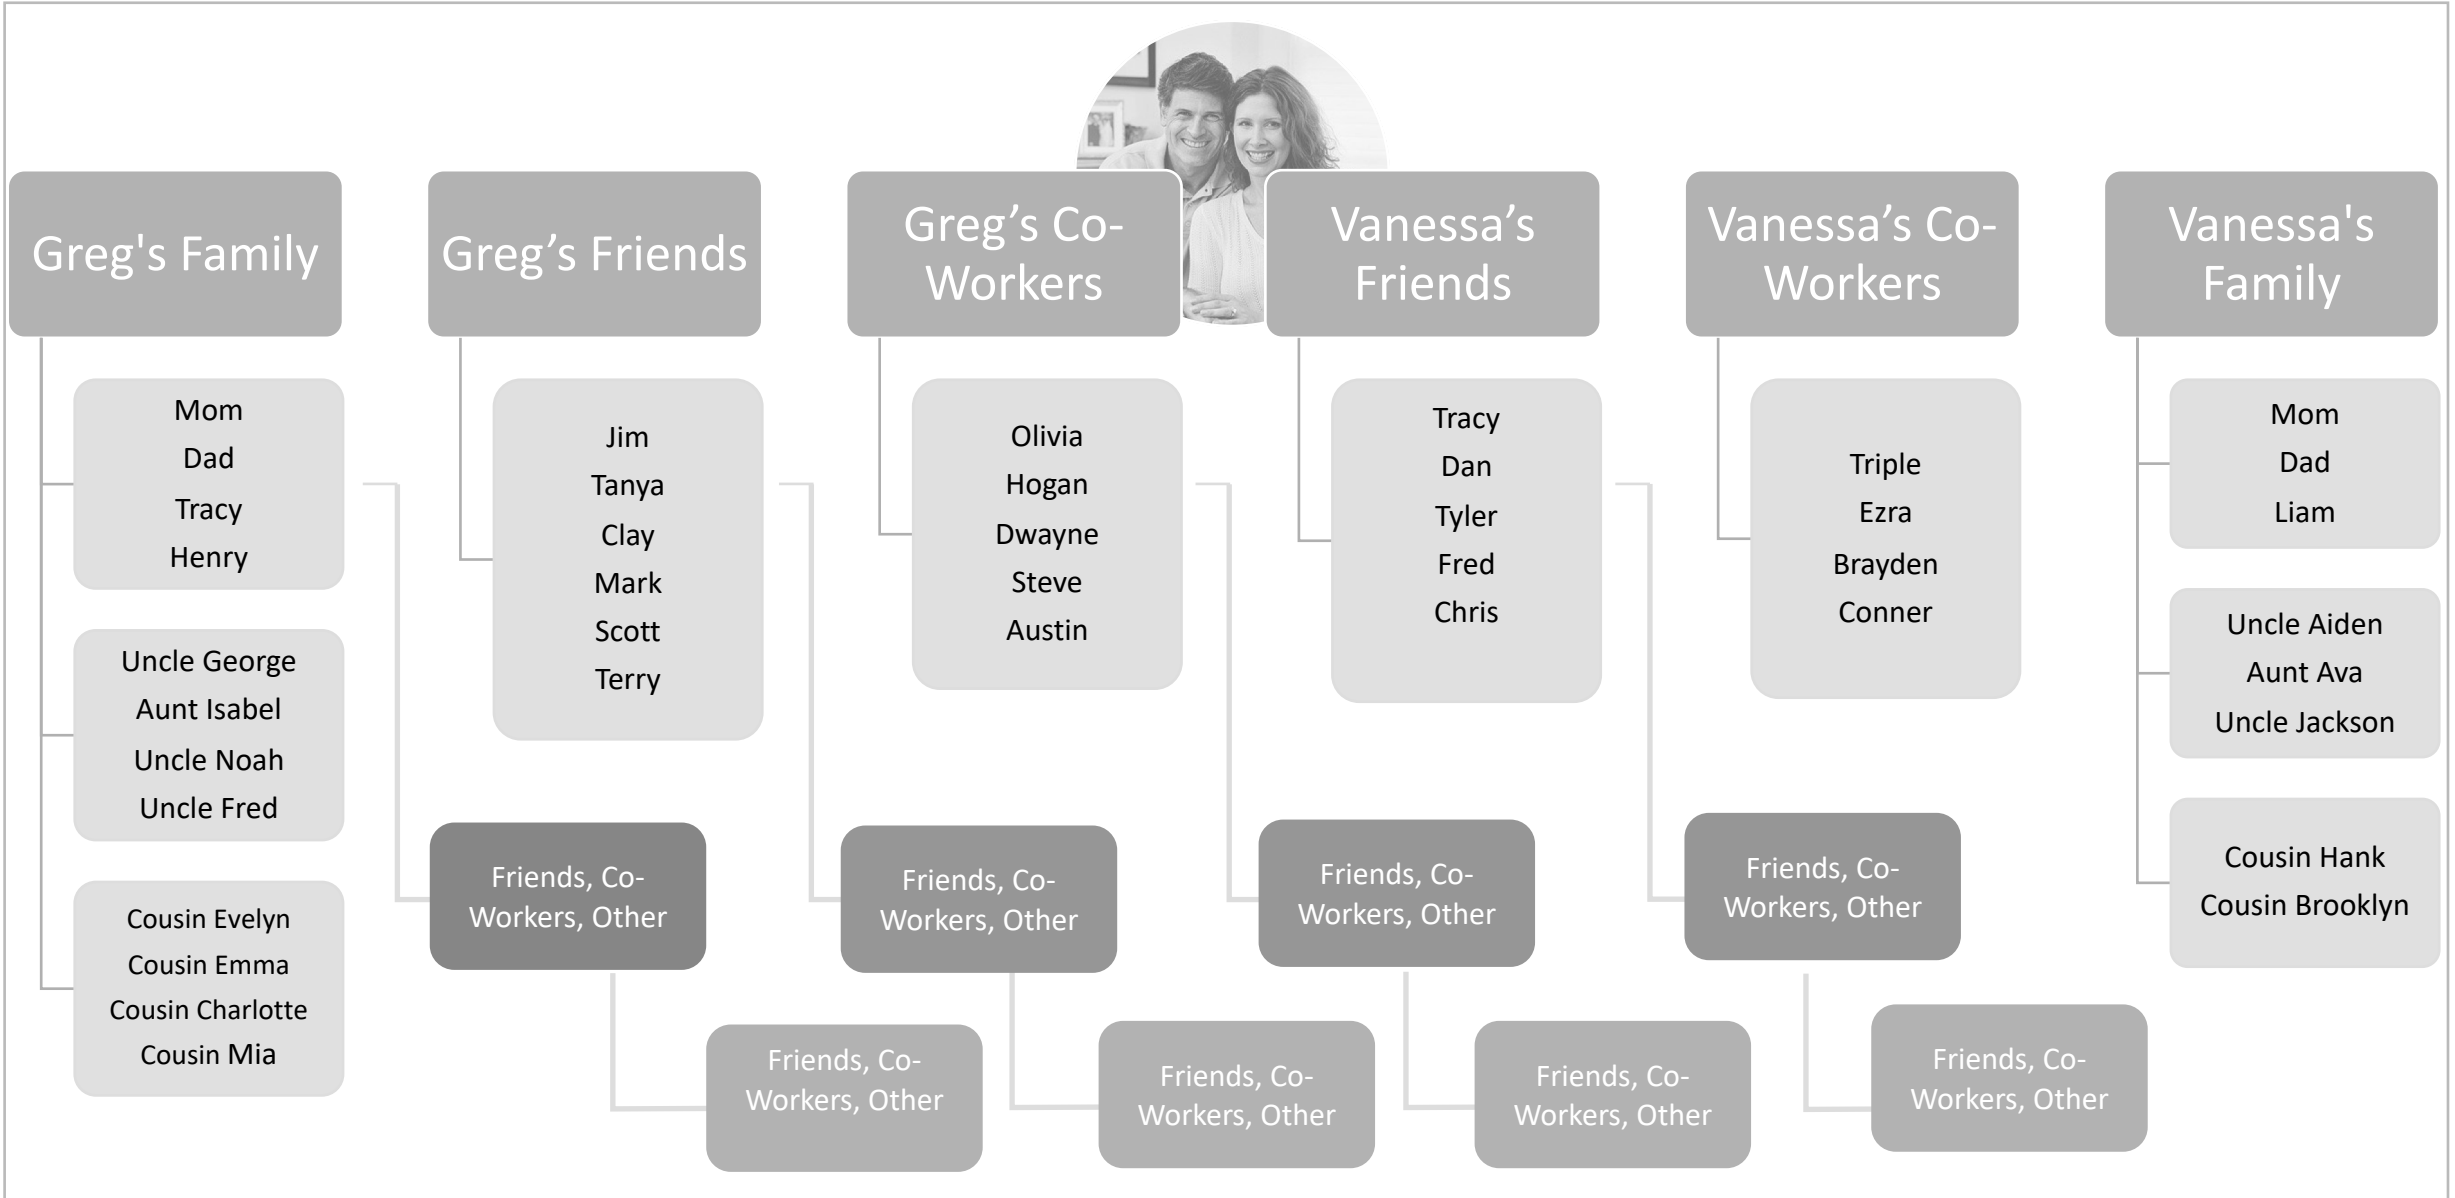 Greg's Family
Greg’s Friends
Greg’s Co-
Workers
Vanessa’s
Friends
Vanessa’s Co-
Workers
Vanessa's
Family
Mom
Dad
Tracy
Henry
Uncle George
Aunt Isabel
Uncle Noah
Uncle Fred
Cousin Evelyn
Cousin Emma
Cousin Charlotte
Cousin Mia
Jim
Tanya
Clay
Mark
Scott
Terry
Olivia
Hogan
Dwayne
Steve
Austin
Tracy
Dan
Tyler
Fred
Chris
Triple
Ezra
Brayden
Conner
Mom
Dad
Liam
Uncle Aiden
Aunt Ava
Uncle Jackson
Cousin Hank
Cousin Brooklyn
Friends, Co-
Workers, Other
Friends, Co-
Workers, Other
Friends, Co-
Workers, Other
Friends, Co-
Workers, Other
Friends, Co-
Workers, Other
Friends, Co-
Workers, Other
Friends, Co-
Workers, Other
Friends, Co-
Workers, Other